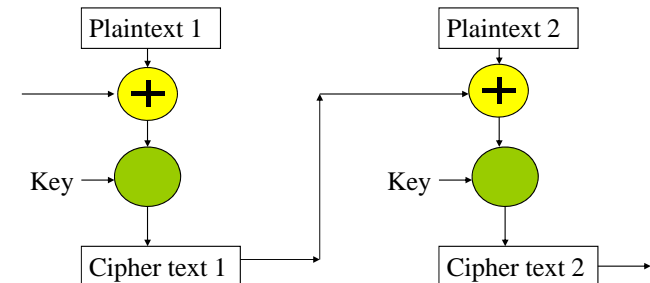 Plaintext 1
Plaintext 2
+
+
Key
Key
Cipher text 1
Cipher text 2